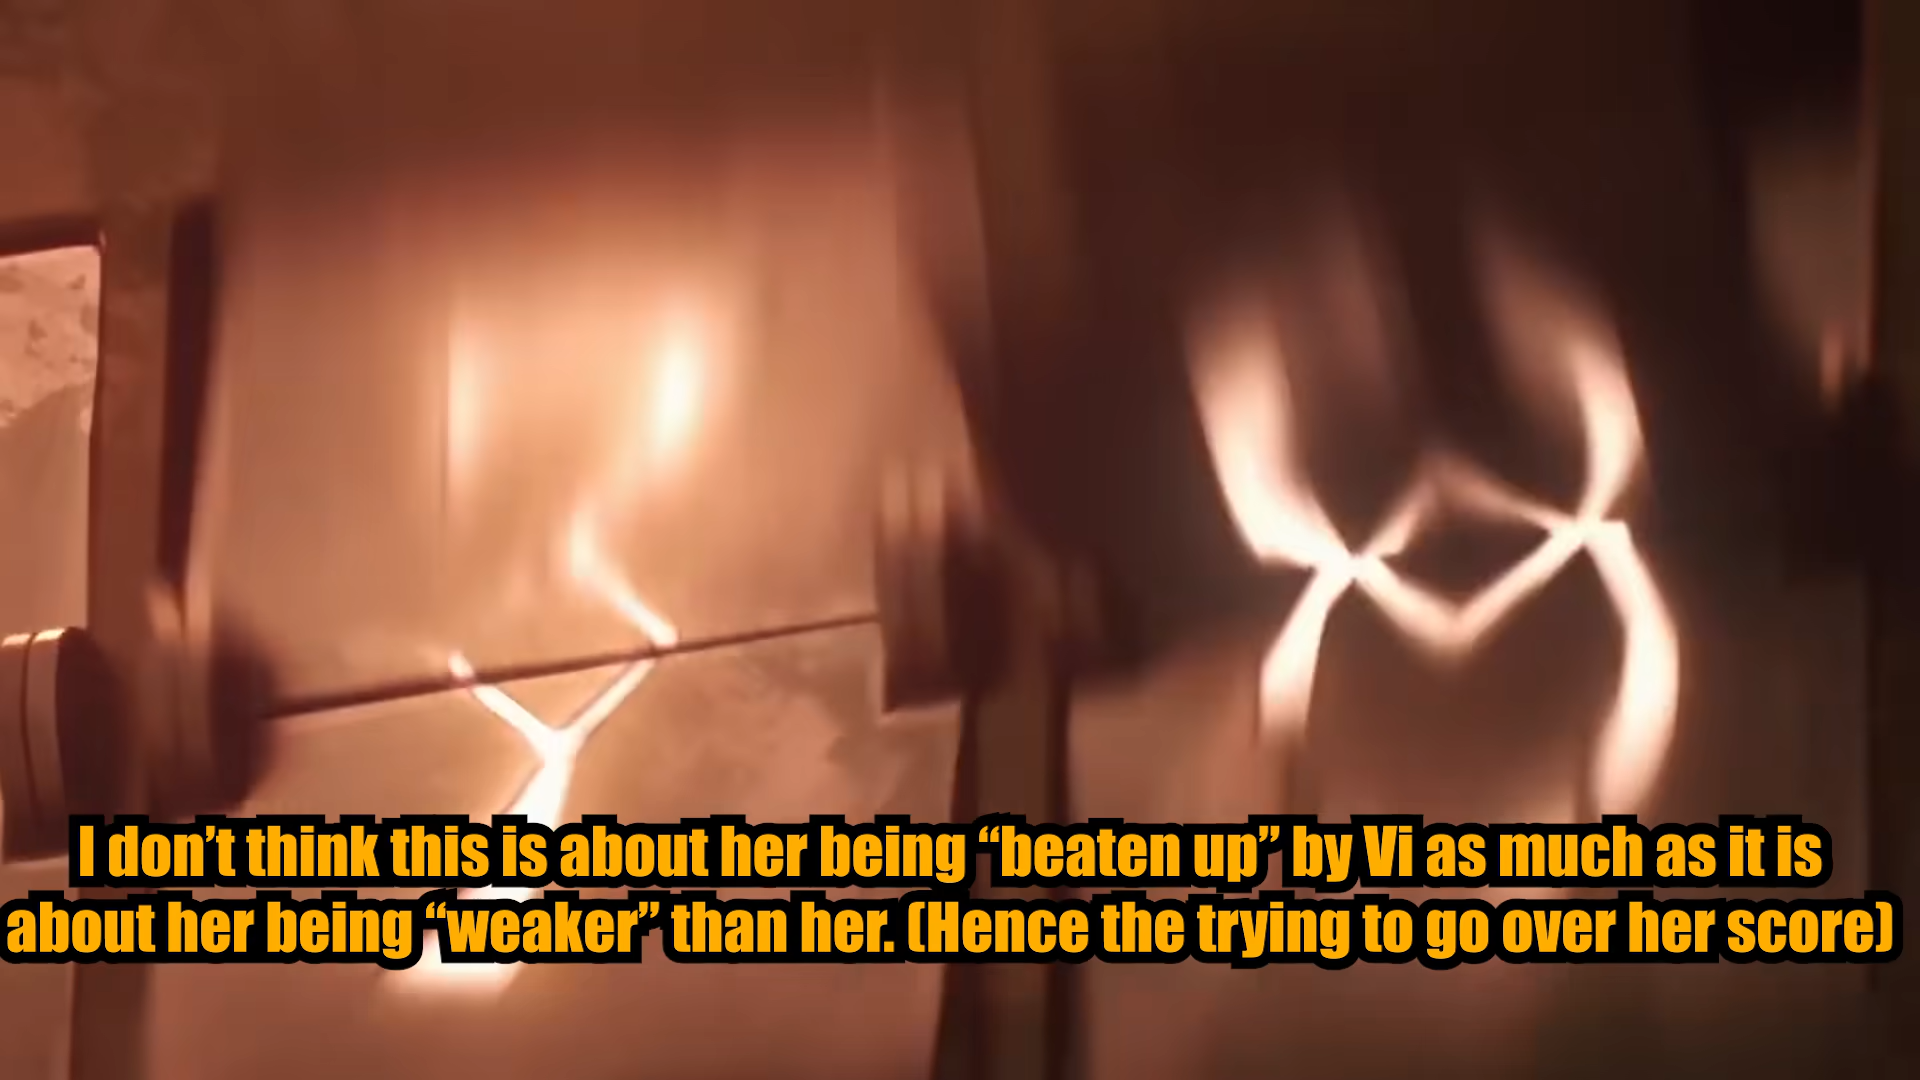 I don’t think this is about her being “beaten up” by Vi as much as it is
about her being “weaker” than her. (Hence the trying to go over her score)